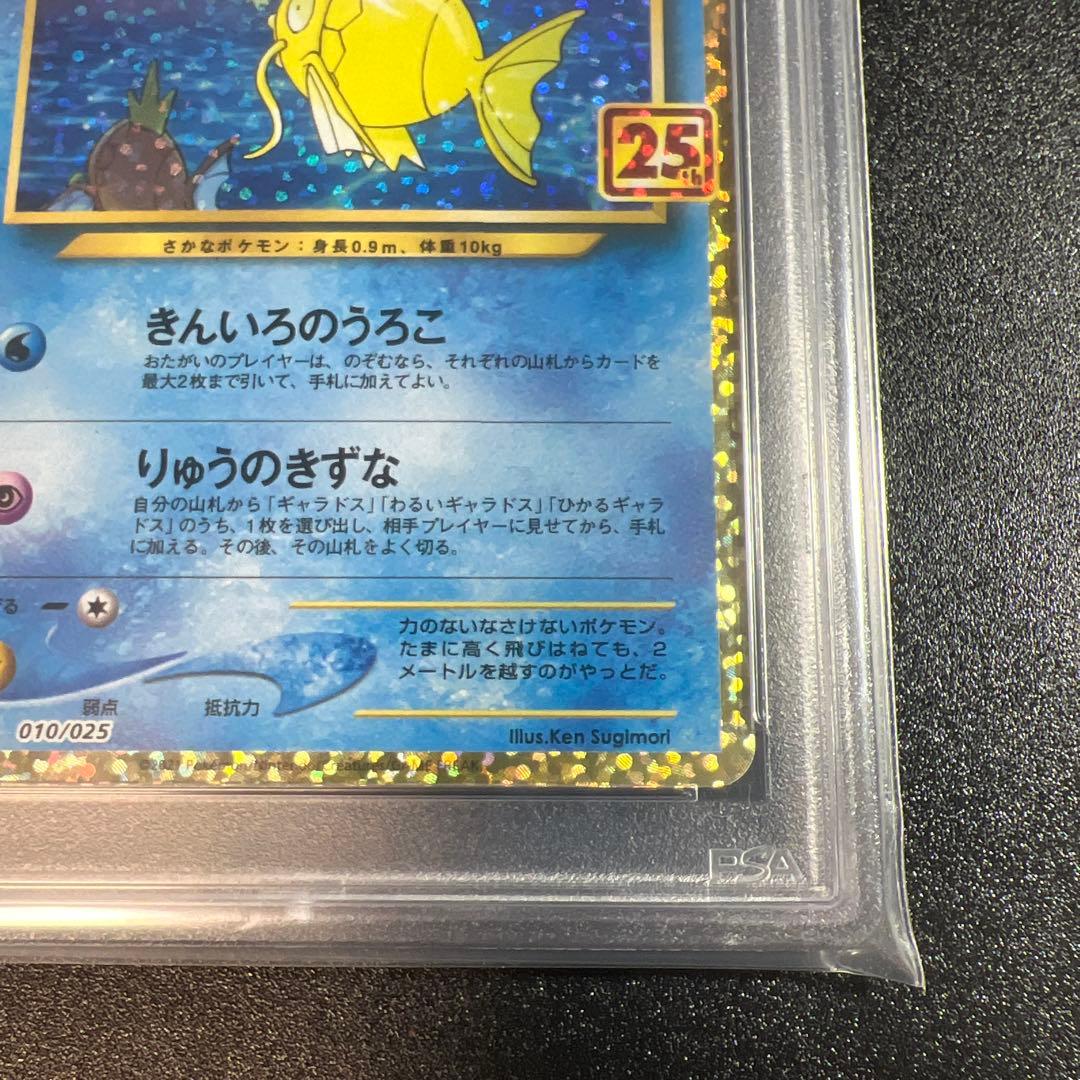 25th
さかなポケモン：身長0.9m、体重10kg
きんいろのうろこ
おたがいのプレイヤーは、のぞむなら、それぞれの山札からカードを
最大2枚まで引いて、手札に加えてよい。
りゅうのきずな
自分の山札から「ギャラドス」「わるいギャラドス」「ひかるギャラ
ドス」のうち、1枚を選び出し、相手プレイヤーに見せてから、手札
に加える。その後、その山札をよく切る。
げる
力のないなさけないポケモン。
たまに高く飛びはねても、2
メートルを越すのがやっとだ。
弱点
抵抗力
010/025
Illus.Ken Sugimori
©2021 Pokémon/Nintendo/Creatures/GAME FREAK
PSA